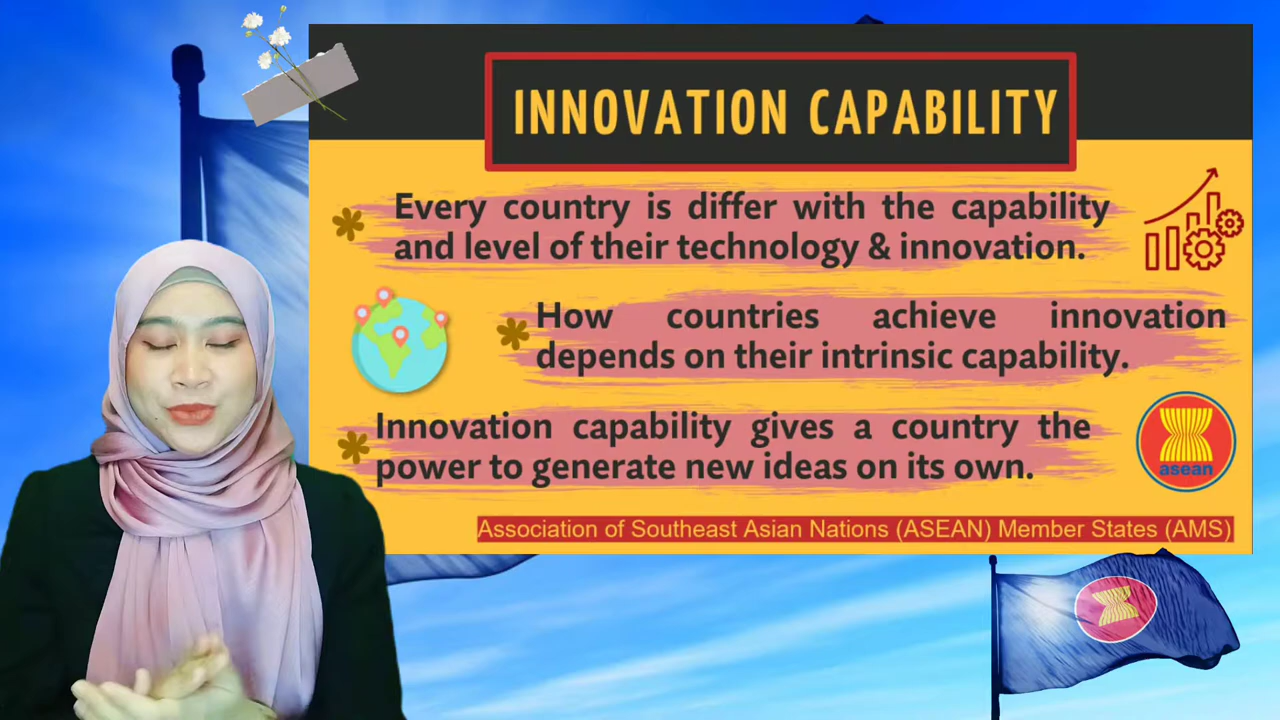 INNOVATION CAPABILITY
Every country is differ with the capability
and level of their technology & innovation.
How countries achieve innovation
depends on their intrinsic capability.
Innovation capability gives a country the
power to generate new ideas on its own.
asean
Association of Southeast Asian Nations (ASEAN) Member States (AMS)